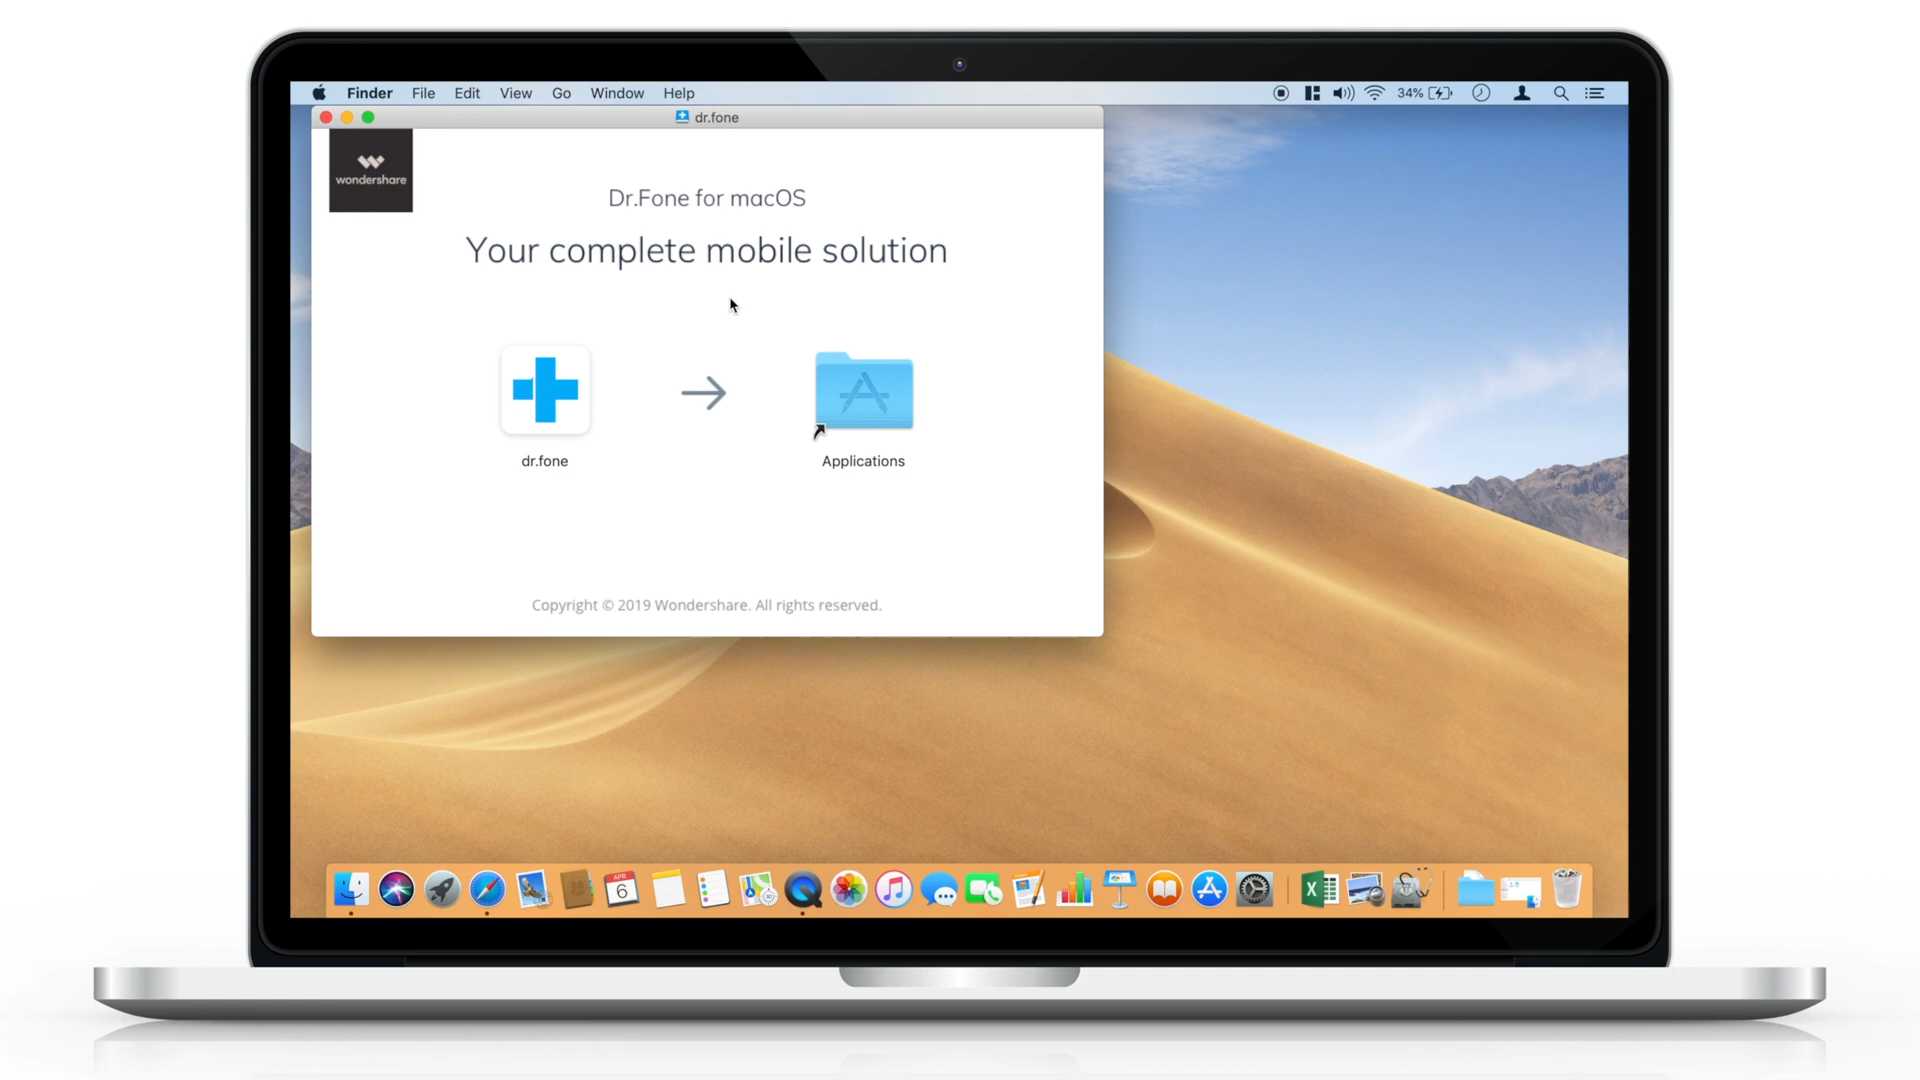 Finder File Edit View Go Window Help
34%
dr.fone
wondershare
Dr.Fone for macOS
Your complete mobile solution
dr.fone
Applications
Copyright © 2019 Wondershare. All rights reserved.
APR
6